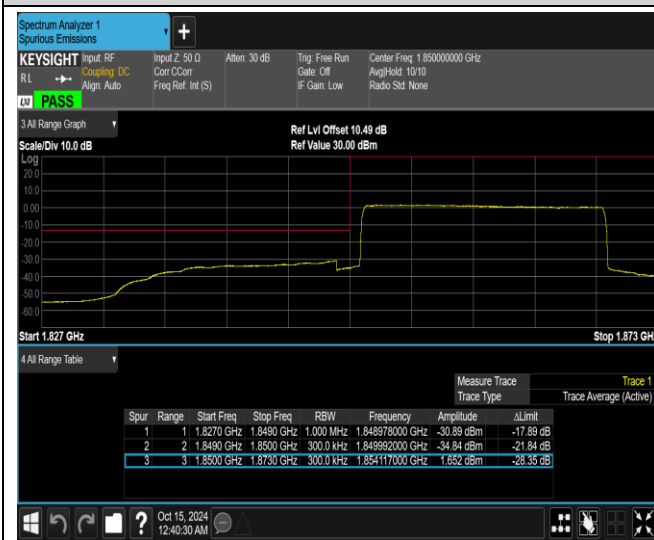 Spectrum Analyzer 1
Spurious Emissions
+
KEYSIGHT Input: RF Input Z: 50 Ω Atten: 30 dB Trig: Free Run Center Freq: 1.850000000 GHz
RL Coupling: DC Corr CCorr Gate: Off Avg|Hold: 10/10
Align: Auto Freq Ref: Int (S) IF Gain: Low Radio Std: None
LXI PASS
3 All Range Graph
Ref Lvl Offset 10.49 dB
Scale/Div 10.0 dB Ref Value 30.00 dBm
Log
20.0
10.0
0.00
-10.0
-20.0
-30.0
-40.0
-50.0
-60.0
Start 1.827 GHz Stop 1.873 GH
4 All Range Table
Measure Trace Trace 1
Trace Type Trace Average (Active)
Spur Range Start Freq Stop Freq RBW Frequency Amplitude ΔLimit
1 1 1.8270 GHz 1.8490 GHz 1.000 MHz 1.848978000 GHz -30.89 dBm -17.89 dB
2 2 1.8490 GHz 1.8500 GHz 300.0 kHz 1.849992000 GHz -34.84 dBm -21.84 dB
3 3 1.8500 GHz 1.8730 GHz 300.0 kHz 1.854117000 GHz 1.652 dBm -28.35 dB
? Oct 15, 2024
12:40:30 AM